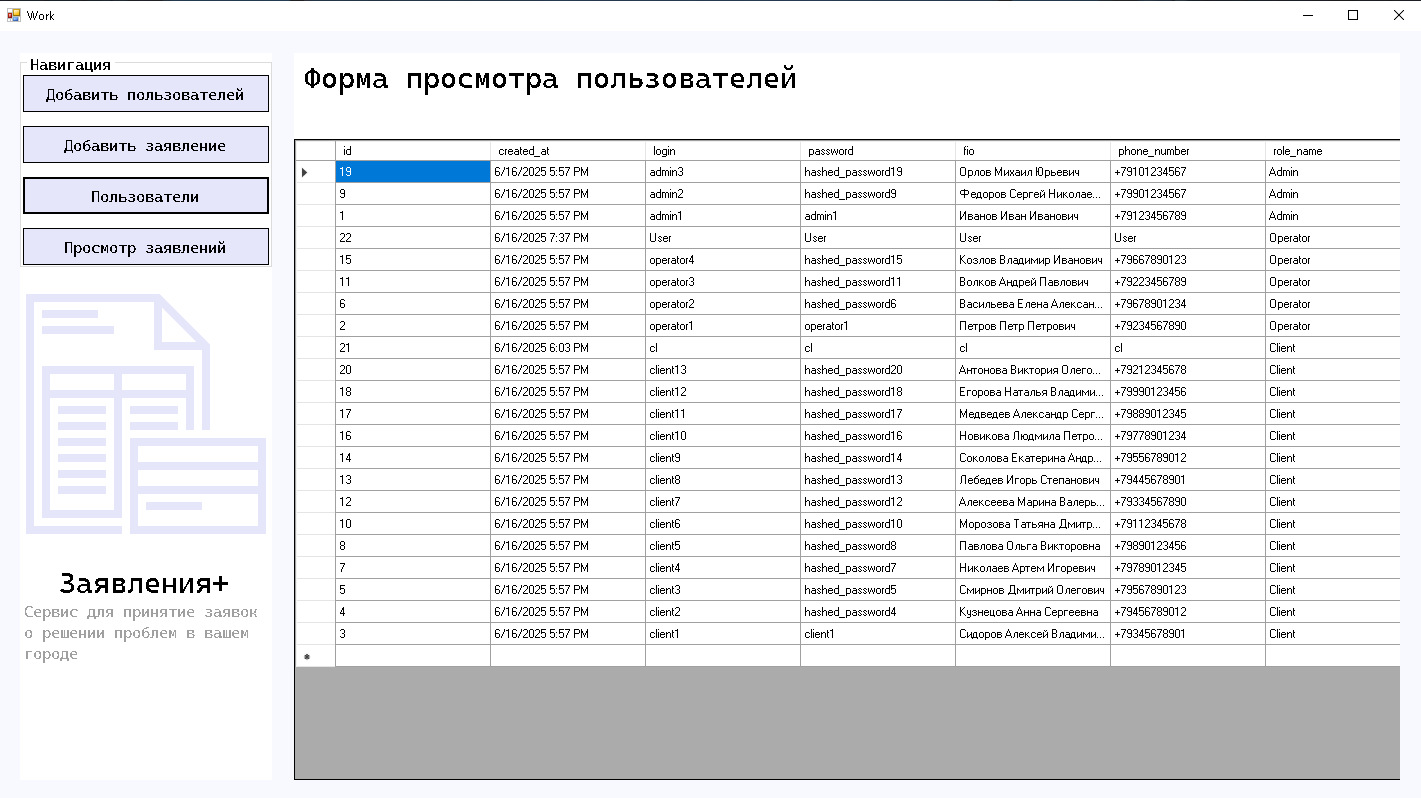 Work
Навигация
Добавить пользователей
Добавить заявление
Пользователи
Просмотр заявлений
Заявления+
Сервис для принятие заявок
о решении проблем в вашем
городе
Форма просмотра пользователей
id created_at login password fio phone_number role_name
19 6/16/2025 5:57 PM admin3 hashed_password19 Орлов Михаил Юрьевич +79101234567 Admin
9 6/16/2025 5:57 PM admin2 hashed_password9 Федоров Сергей Николае... +79901234567 Admin
1 6/16/2025 5:57 PM admin1 admin1 Иванов Иван Иванович +79123456789 Admin
22 6/16/2025 7:37 PM User User User User Operator
15 6/16/2025 5:57 PM operator4 hashed_password15 Козлов Владимир Иванович +79667890123 Operator
11 6/16/2025 5:57 PM operator3 hashed_password11 Волков Андрей Павлович +79223456789 Operator
6 6/16/2025 5:57 PM operator2 hashed_password6 Васильева Елена Алексан... +79678901234 Operator
2 6/16/2025 5:57 PM operator1 operator1 Петров Петр Петрович +79234567890 Operator
21 6/16/2025 6:03 PM cl cl cl cl Client
20 6/16/2025 5:57 PM client13 hashed_password20 Антонова Виктория Олего... +79212345678 Client
18 6/16/2025 5:57 PM client12 hashed_password18 Егорова Наталья Владими... +79990123456 Client
17 6/16/2025 5:57 PM client11 hashed_password17 Медведев Александр Серг... +79889012345 Client
16 6/16/2025 5:57 PM client10 hashed_password16 Новикова Людмила Петро... +79778901234 Client
14 6/16/2025 5:57 PM client9 hashed_password14 Соколова Екатерина Андр... +79556789012 Client
13 6/16/2025 5:57 PM client8 hashed_password13 Лебедев Игорь Степанович +79445678901 Client
12 6/16/2025 5:57 PM client7 hashed_password12 Алексеева Марина Валерь... +79334567890 Client
10 6/16/2025 5:57 PM client6 hashed_password10 Морозова Татьяна Дмитр... +79112345678 Client
8 6/16/2025 5:57 PM client5 hashed_password8 Павлова Ольга Викторовна +79890123456 Client
7 6/16/2025 5:57 PM client4 hashed_password7 Николаев Артем Игоревич +79789012345 Client
5 6/16/2025 5:57 PM client3 hashed_password5 Смирнов Дмитрий Олегович +79567890123 Client
4 6/16/2025 5:57 PM client2 hashed_password4 Кузнецова Анна Сергеевна +79456789012 Client
3 6/16/2025 5:57 PM client1 client1 Сидоров Алексей Владими... +79345678901 Client